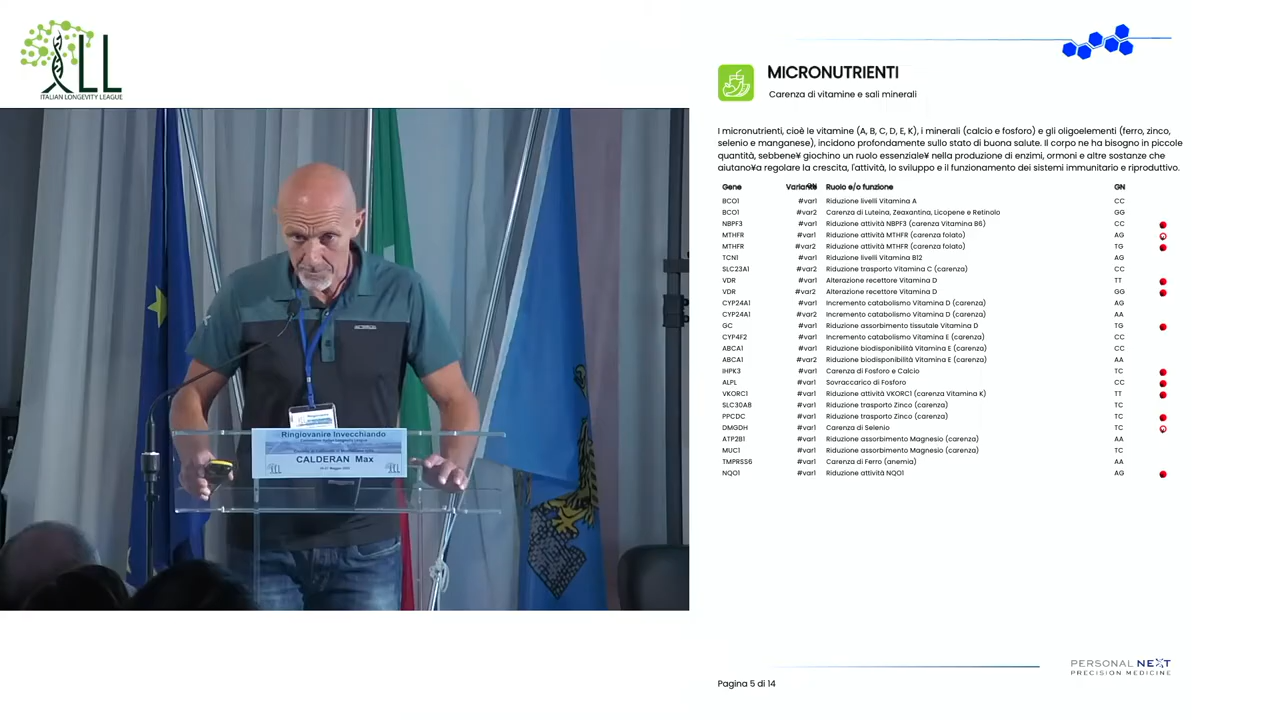 ILL
ITALIAN LONGEVITY LEAGUE
Ringiovanire Invecchiando
CALDERAN Max
MICRONUTRIENTI
Carenza di vitamine e sali minerali
I micronutrienti, cioè le vitamine (A, B, C, D, E, K), i minerali (calcio e fosforo) e gli oligoelementi (ferro, zinco,
selenio e manganese), incidono profondamente sullo stato di buona salute. Il corpo ne ha bisogno in piccole
quantità, sebbene¥ giochino un ruolo essenziale¥ nella produzione di enzimi, ormoni e altre sostanze che
aiutano¥a regolare la crescita, l'attività, lo sviluppo e il funzionamento dei sistemi immunitario e riproduttivo.
Gene Variante Ruolo e/o funzione GN
BCO1 #var1 Riduzione livelli Vitamina A CC
BCO1 #var2 Carenza di Luteina, Zeaxantina, Licopene e Retinolo GG
NBPF3 #var1 Riduzione attività NBPF3 (carenza Vitamina B6) CC
MTHFR #var1 Riduzione attività MTHFR (carenza folato) AG
MTHFR #var2 Riduzione attività MTHFR (carenza folato) TG
TCN1 #var1 Riduzione livelli Vitamina B12 AG
SLC23A1 #var2 Riduzione trasporto Vitamina C (carenza) CC
VDR #var1 Alterazione recettore Vitamina D TT
VDR #var2 Alterazione recettore Vitamina D GG
CYP24A1 #var1 Incremento catabolismo Vitamina D (carenza) AG
CYP24A1 #var2 Incremento catabolismo Vitamina D (carenza) AA
GC #var1 Riduzione assorbimento tissutale Vitamina D TG
CYP4F2 #var1 Incremento catabolismo Vitamina E (carenza) CC
ABCA1 #var1 Riduzione biodisponibilità Vitamina E (carenza) CC
ABCA1 #var2 Riduzione biodisponibilità Vitamina E (carenza) AA
IHPK3 #var1 Carenza di Fosforo e Calcio TC
ALPL #var1 Sovraccarico di Fosforo CC
VKORC1 #var1 Riduzione attività VKORC1 (carenza Vitamina K) TT
SLC30A8 #var1 Riduzione trasporto Zinco (carenza) TC
PPCDC #var1 Riduzione trasporto Zinco (carenza) TC
DMGDH #var1 Carenza di Selenio TC
ATP2B1 #var1 Riduzione assorbimento Magnesio (carenza) AA
MUC1 #var1 Riduzione assorbimento Magnesio (carenza) TC
TMPRSS6 #var1 Carenza di Ferro (anemia) AA
NQO1 #var1 Riduzione attività NQO1 AG
PERSONAL NEXT
PRECISION MEDICINE
Pagina 5 di 14